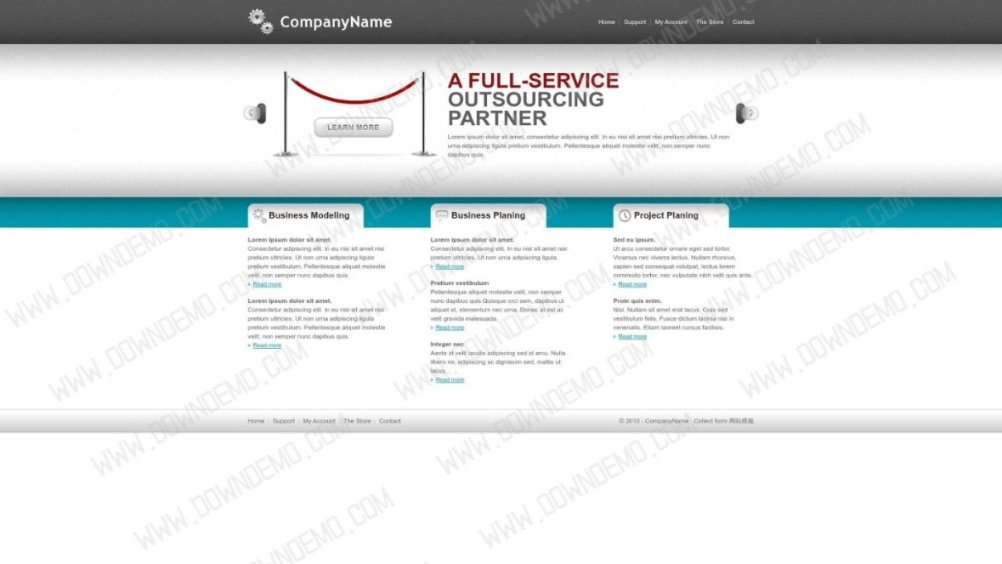 CompanyName
Home Support My Account The Store Contact
A FULL-SERVICE
OUTSOURCING
PARTNER
LEARN MORE
Lorem ipsum dolor sit amet, consectetur adipiscing elit. In eu nisl sit amet nisi pretium ultricies. Ut non
urna adipiscing ligula pretium vestibulum. Pellentesque aliquet molestie velit, non semper nunc
dapibus quis.
Business Modeling
Lorem ipsum dolor sit amet.
Consectetur adipiscing elit. In eu nisl sit amet nisi
pretium ultricies. Ut non urna adipiscing ligula
pretium vestibulum. Pellentesque aliquet molestie
velit, non semper nunc dapibus quis.
Read more
Lorem ipsum dolor sit amet.
Consectetur adipiscing elit. In eu nisl sit amet nisi
pretium ultricies. Ut non urna adipiscing ligula
pretium vestibulum. Pellentesque aliquet molestie
velit, non semper nunc dapibus quis.
Read more
Business Planing
Lorem ipsum dolor sit amet.
Consectetur adipiscing elit. In eu nisl sit amet nisi
pretium ultricies. Ut non urna adipiscing ligula.
Read more
Pretium vestibulum
Pellentesque aliquet molestie velit, non semper
nunc dapibus quis.Quisque orci sem, dapibus ut
aliquet at, elementum nec urna. Donec id est ac
velit gravida malesuada.
Read more
Integer nec
Aante id velit iaculis adipiscing sed id arcu. Nulla
libero mi, adipiscing ac dignissim sed, mattis ut
lacus. . .
Read more
Project Planing
Sed eu ipsum.
Ut arcu consectetur ornare eget sed tortor.
Vivamus nec viverra lectus. Nullam rhoncus,
sapien sed consequat volutpat, lectus lorem
commodo tortor, nec vulputate nibh velit quis ante.
Read more
Proin quis enim.
Nisi. Nullam sit amet erat lacus. Cras sed
vestibulum felis. Fusce dictum lacinia nisi in
venenatis. Etiam laoreet cursus facilisis.
Read more
Home Support My Account The Store Contact
© 2010 - CompanyName Collect from 网站模板
WWW.DOWNDEMO.COM